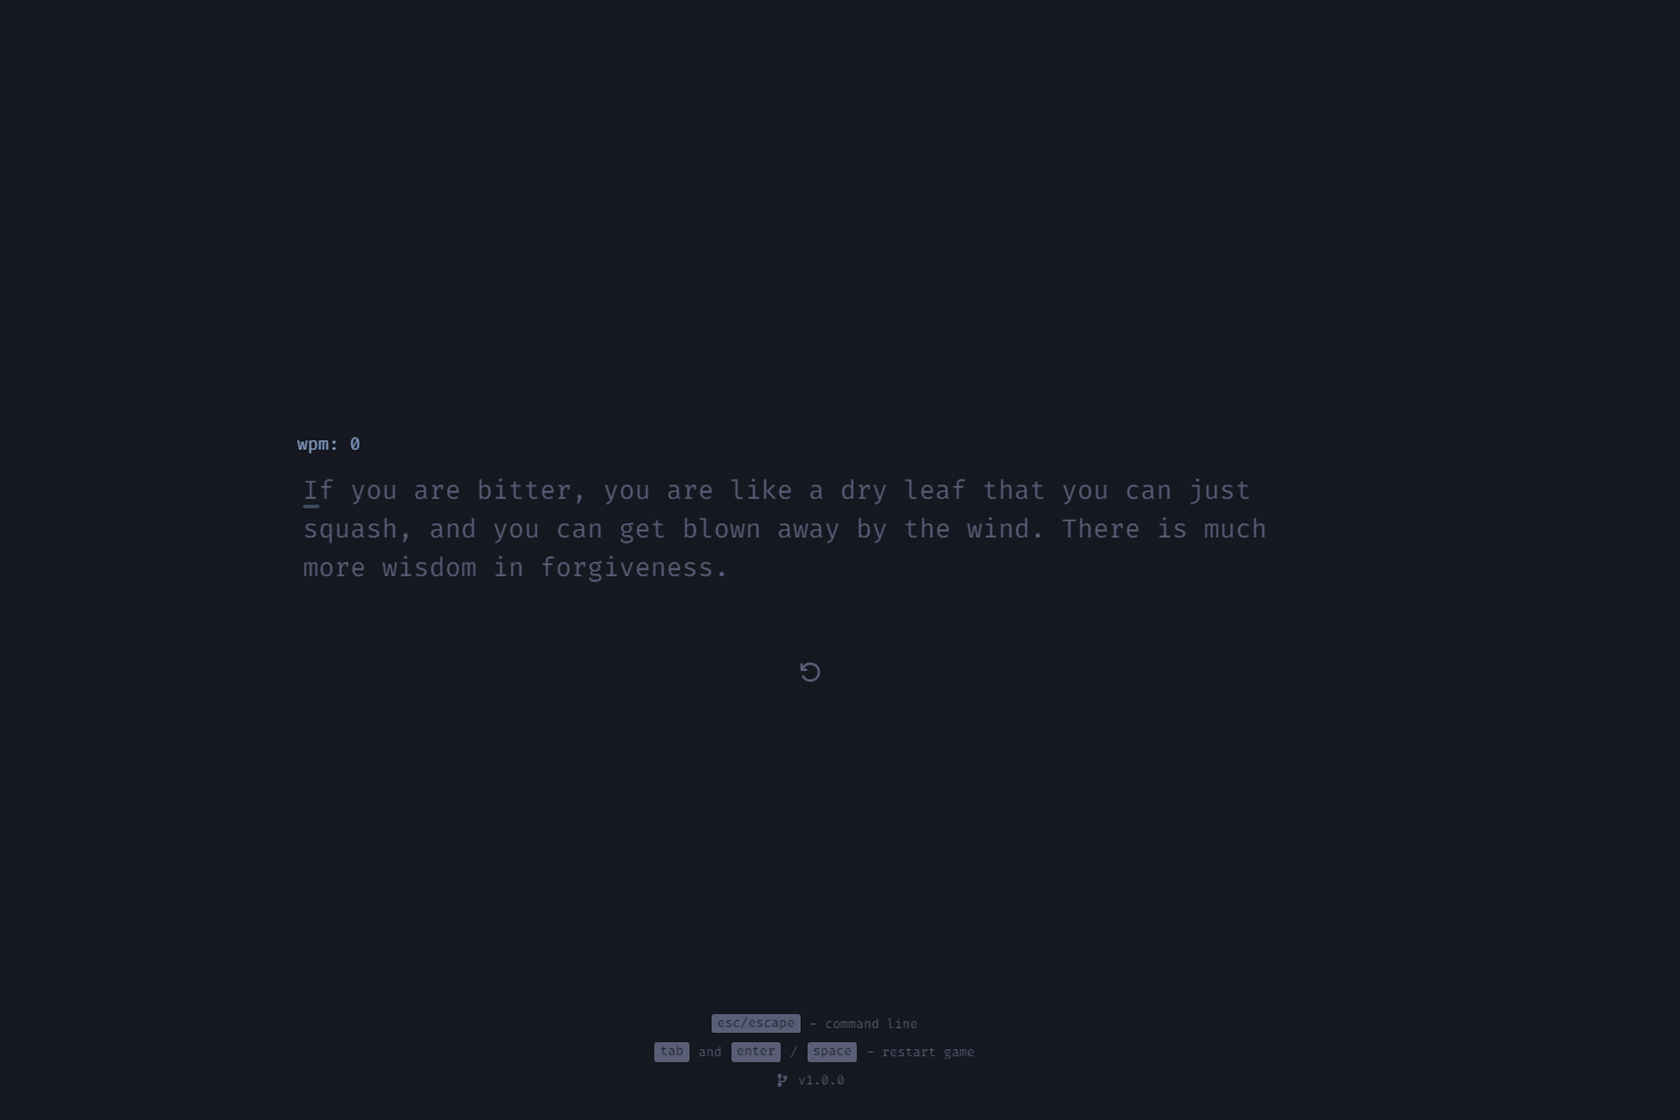 wpm: 0
If you are bitter, you are like a dry leaf that you can just
squash, and you can get blown away by the wind. There is much
more wisdom in forgiveness.
esc/escape - command line
tab and enter / space - restart game
v1.0.0